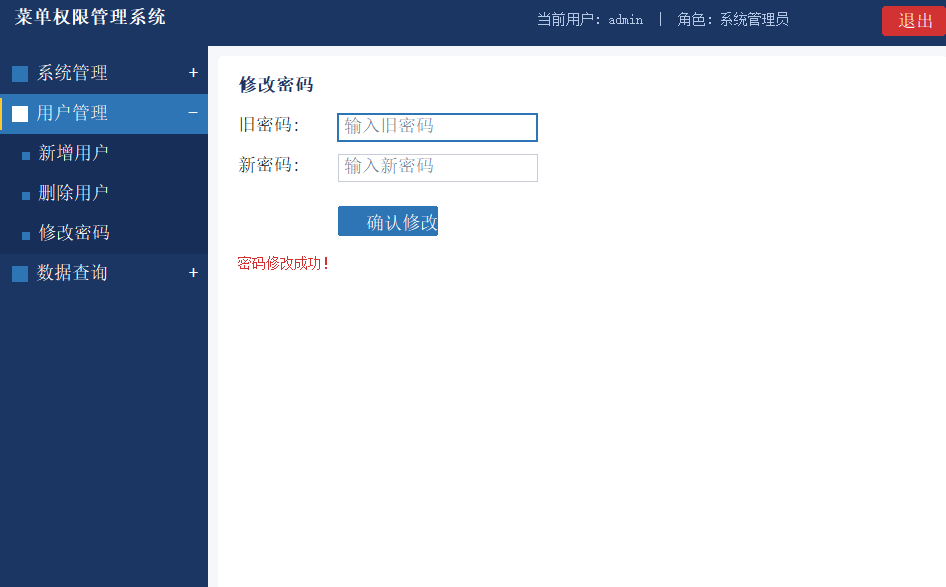 菜单权限管理系统
当前用户: admin | 角色: 系统管理员
退出
系统管理 +
用户管理 −
新增用户
删除用户
修改密码
数据查询 +
修改密码
旧密码: 输入旧密码
新密码: 输入新密码
确认修改
密码修改成功!